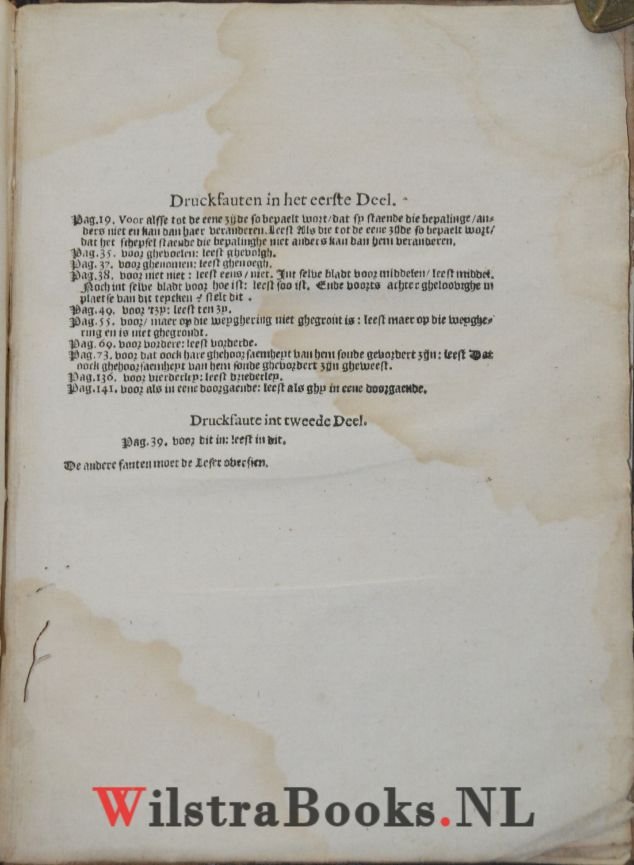 Druckfauten in het eerste Deel.
Pag.19. Voor alsse tot de eene zijde so bepaelt wort/dat sy staende die bepalinge/an-
ders niet en kan dan haer veranderen. Leest Als die tot de eene zijde so bepaelt wort/
dat het schepsel staende die bepalinghe niet anders kan dan hem veranderen.
Pag.35. voor ghevoelen: leest ghevolgh.
Pag.37. voor ghenomen: leest ghenoegh.
Pag.38. voor niet niet: leest eens/niet. Int selve bladt voor middelen/leest middel.
Noch int selve bladt voor hoe ist: leest soo ist. Ende voorts achter gheloovighe in
plaetse van dit teycken ? stelt dit .
Pag.49. voor leest ten zy.
Pag.55. voor/ maer op die weyghering niet ghegront is: leest maer op die weyghe-
ring en is niet ghegrondt.
Pag.69. voor vordere: leest vorderde.
Pag.73. voor dat oock hare ghehoorsaemheyt van hem soude gevordert zijn: leest Dat
oock ghehoorsaemheyt van hem soude ghevordert zijn gheweest.
Pag.136. voor vierderley: leest driederley.
Pag.141. voor als in eene doorgaende: leest als ghy in eene doorgaende.
Druckfaute int tweede Deel.
Pag.39. voor dit in: leest in dit.
De andere fauten moet de Leser oversien.
WilstraBooks.NL